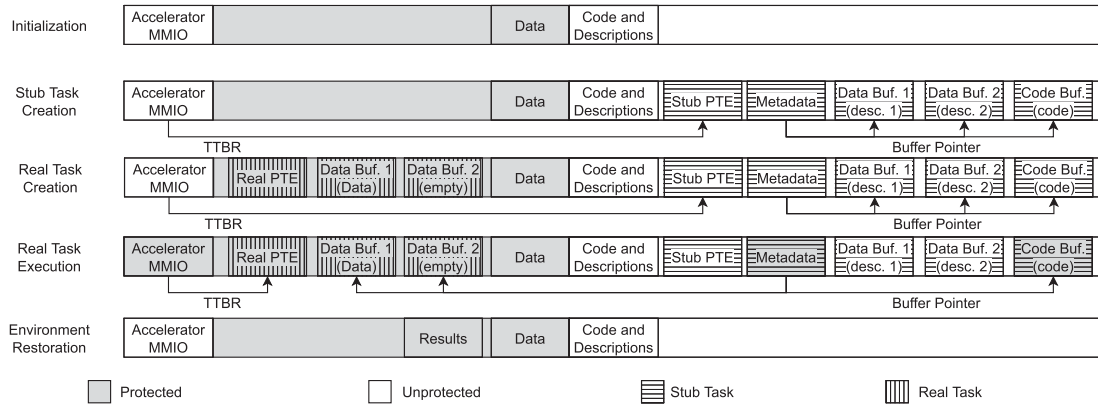 Initialization
Accelerator
MMIO
Data
Code and
Descriptions
Stub Task
Creation
Accelerator
MMIO
Data
Code and
Descriptions
Stub PTE
Metadata
Data Buf. 1
(desc. 1)
Data Buf. 2
(desc. 2)
Code Buf.
(code)
TTBR
Buffer Pointer
Real Task
Creation
Accelerator
MMIO
Real PTE
Data Buf. 1
(Data)
Data Buf. 2
(empty)
Data
Code and
Descriptions
Stub PTE
Metadata
Data Buf. 1
(desc. 1)
Data Buf. 2
(desc. 2)
Code Buf.
(code)
TTBR
Buffer Pointer
Real Task
Execution
Accelerator
MMIO
Real PTE
Data Buf. 1
(Data)
Data Buf. 2
(empty)
Data
Code and
Descriptions
Stub PTE
Metadata
Data Buf. 1
(desc. 1)
Data Buf. 2
(desc. 2)
Code Buf.
(code)
TTBR
Buffer Pointer
Environment
Restoration
Accelerator
MMIO
Results
Data
Code and
Descriptions
Protected
Unprotected
Stub Task
Real Task